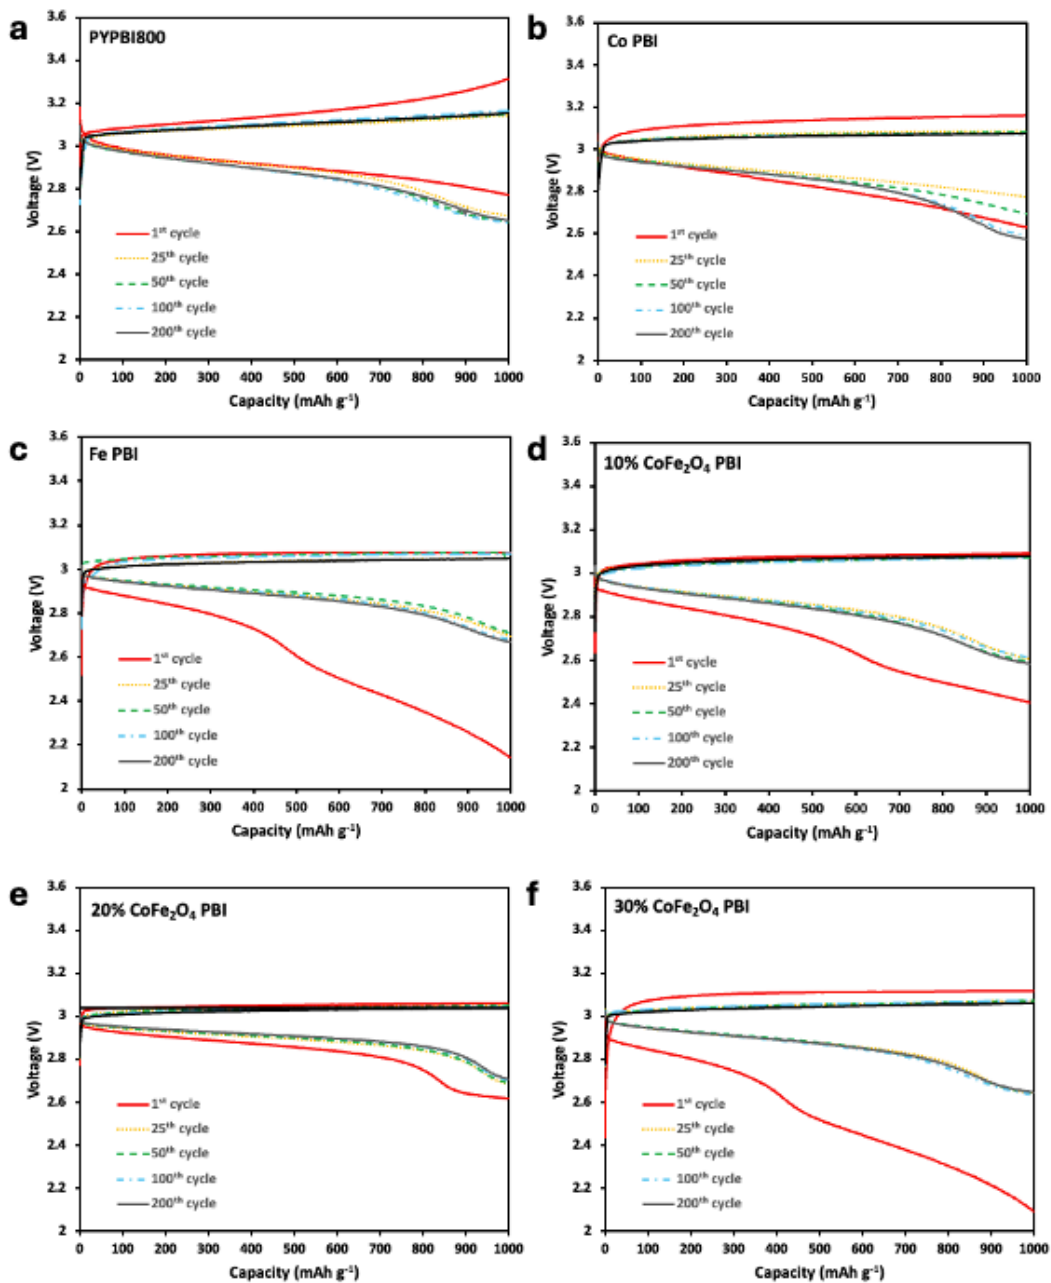 a
PYPBI800
3.6
3.4
3.2
3
2.8
2.6
2.4
2.2
2
Voltage (V)
1st cycle
25th cycle
50th cycle
100th cycle
200th cycle
0 100 200 300 400 500 600 700 800 900 1000
Capacity (mAh g⁻¹)
b
Co PBI
3.6
3.4
3.2
3
2.8
2.6
2.4
2.2
2
Voltage (V)
1st cycle
25th cycle
50th cycle
100th cycle
200th cycle
0 100 200 300 400 500 600 700 800 900 1000
Capacity (mAh g⁻¹)
c
Fe PBI
3.6
3.4
3.2
3
2.8
2.6
2.4
2.2
2
Voltage (V)
1st cycle
25th cycle
50th cycle
100th cycle
200th cycle
0 100 200 300 400 500 600 700 800 900 1000
Capacity (mAh g⁻¹)
d
10% CoFe₂O₄ PBI
3.6
3.4
3.2
3
2.8
2.6
2.4
2.2
2
Voltage (V)
1st cycle
25th cycle
50th cycle
100th cycle
200th cycle
0 100 200 300 400 500 600 700 800 900 1000
Capacity (mAh g⁻¹)
e
20% CoFe₂O₄ PBI
3.6
3.4
3.2
3
2.8
2.6
2.4
2.2
2
Voltage (V)
1st cycle
25th cycle
50th cycle
100th cycle
200th cycle
0 100 200 300 400 500 600 700 800 900 1000
Capacity (mAh g⁻¹)
f
30% CoFe₂O₄ PBI
3.6
3.4
3.2
3
2.8
2.6
2.4
2.2
2
Voltage (V)
1st cycle
25th cycle
50th cycle
100th cycle
200th cycle
0 100 200 300 400 500 600 700 800 900 1000
Capacity (mAh g⁻¹)